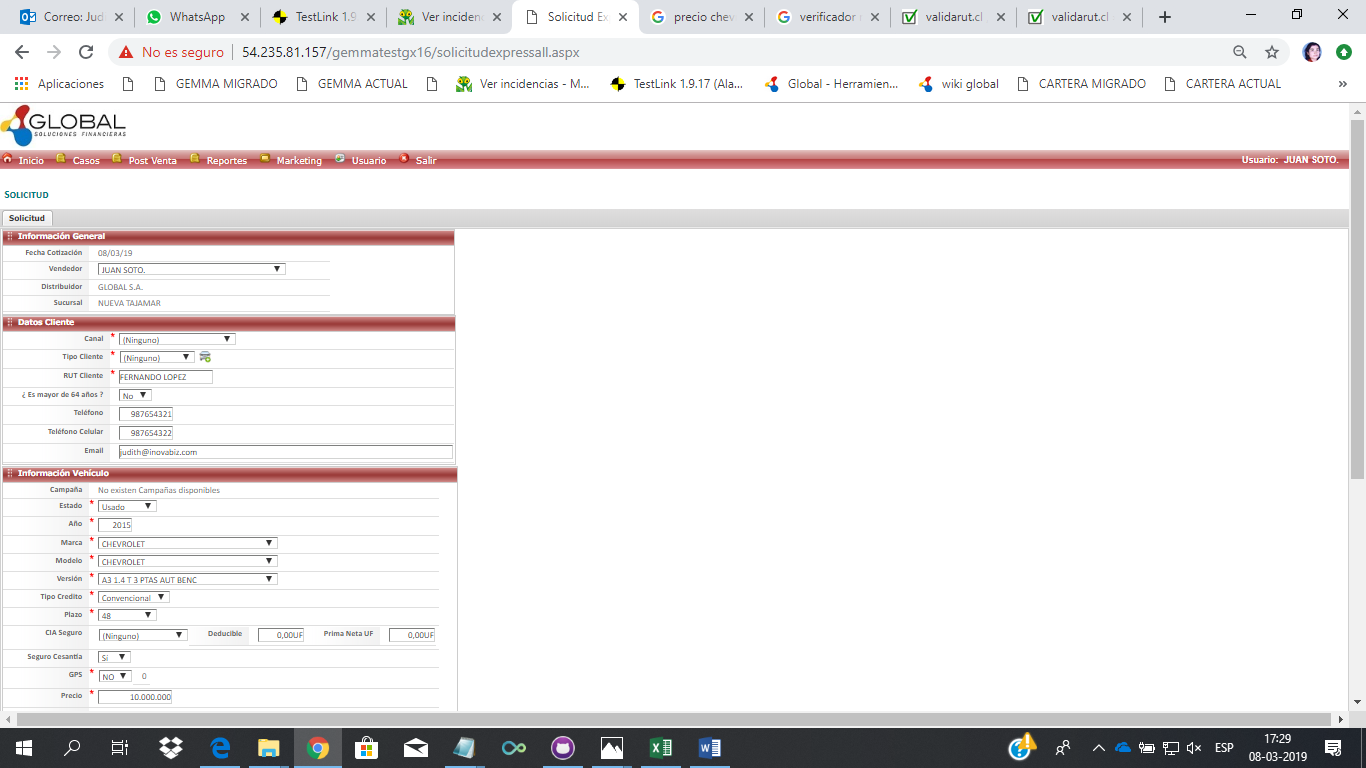 Correo: Jud
WhatsApp
TestLink 1.9
Ver inciden
Solicitud Ex
precio chev
verificador
validarut.cl
validarut.cl
No es seguro
54.235.81.157/gemmatestgx16/solicitudexpressall.aspx
Aplicaciones
GEMMA MIGRADO
GEMMA ACTUAL
Ver incidencias - M...
TestLink 1.9.17 (Ala...
Global - Herramien...
wiki global
CARTERA MIGRADO
CARTERA ACTUAL
»
GLOBAL
SOLUCIONES FINANCIERAS
Inicio Casos Post Venta Reportes Marketing Usuario Salir
Usuario: JUAN SOTO.
SOLICITUD
Solicitud
Información General
Fecha Cotización 08/03/19
Vendedor JUAN SOTO.
Distribuidor GLOBAL S.A.
Sucursal NUEVA TAJAMAR
Datos Cliente
Canal * (Ninguno)
Tipo Cliente * (Ninguno)
RUT Cliente * FERNANDO LOPEZ
¿ Es mayor de 64 años ? No
Teléfono 987654321
Teléfono Celular 987654322
Email judith@inovabiz.com
Información Vehículo
Campaña No existen Campañas disponibles
Estado * Usado
Año * 2015
Marca * CHEVROLET
Modelo * CHEVROLET
Versión * A3 1.4 T 3 PTAS AUT BENC
Tipo Credito * Convencional
Plazo * 48
CIA Seguro (Ninguno) Deducible 0,00UF Prima Neta UF 0,00UF
Seguro Cesantia Si
GPS * NO 0
Precio * 10.000.000
ESP
17:29
08-03-2019